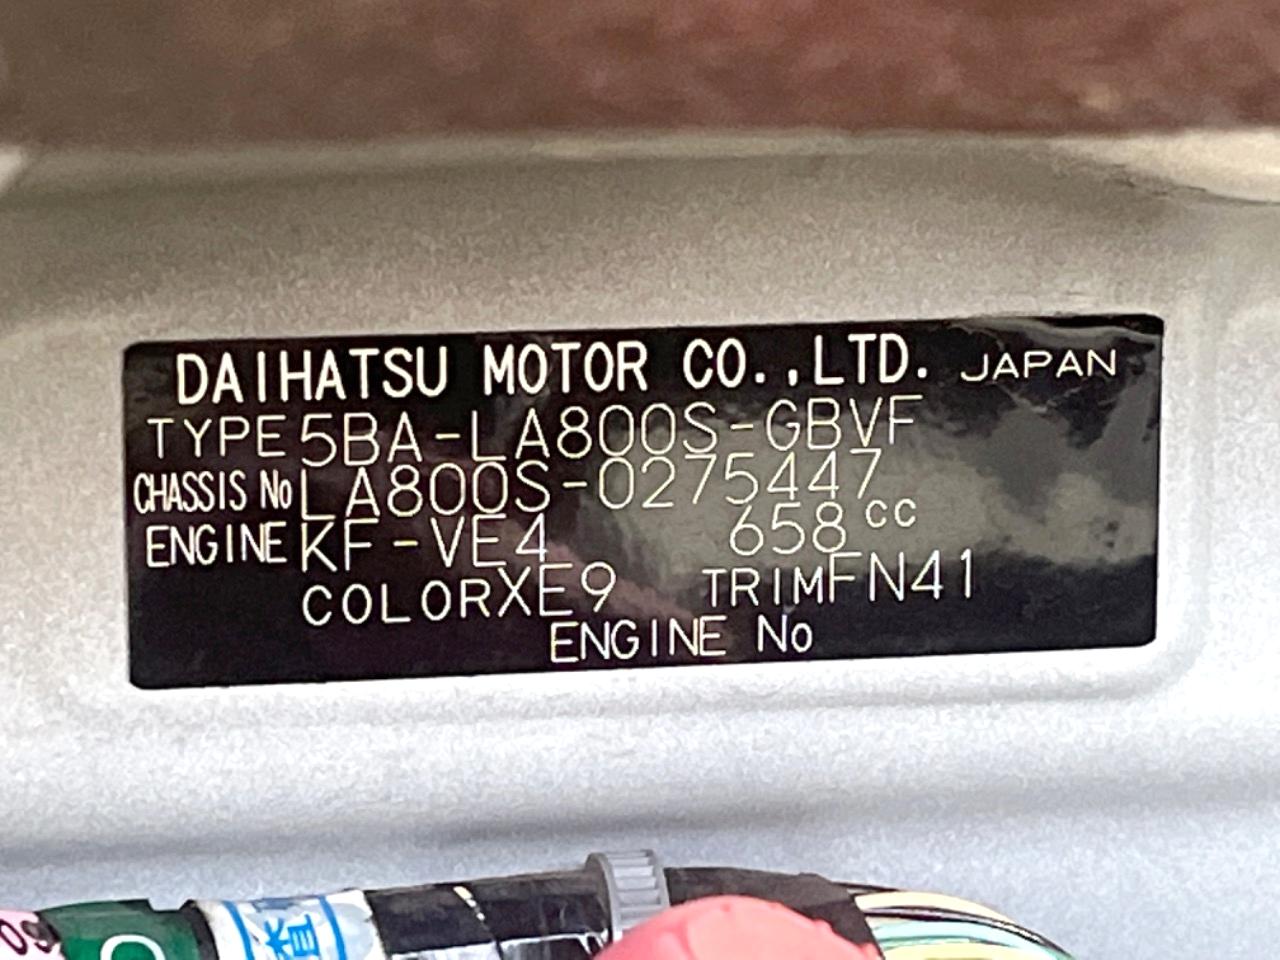 DAIHATSU MOTOR CO.,LTD. JAPAN
TYPE 5BA-LA800S-GBVF
CHASSIS No LA800S-0275447
ENGINE KF-VE4 658 cc
COLOR XE9 TRIM FN41
ENGINE No